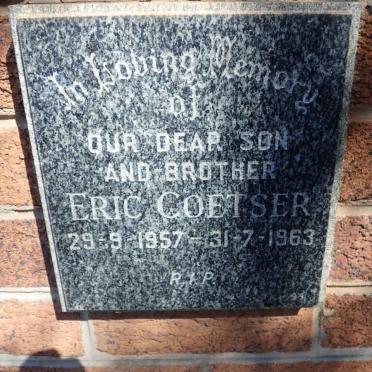 In Loving Memory
of
OUR DEAR SON
AND BROTHER
ERIC COETSER
29-9-1957-31-7-1963
R.I.P.